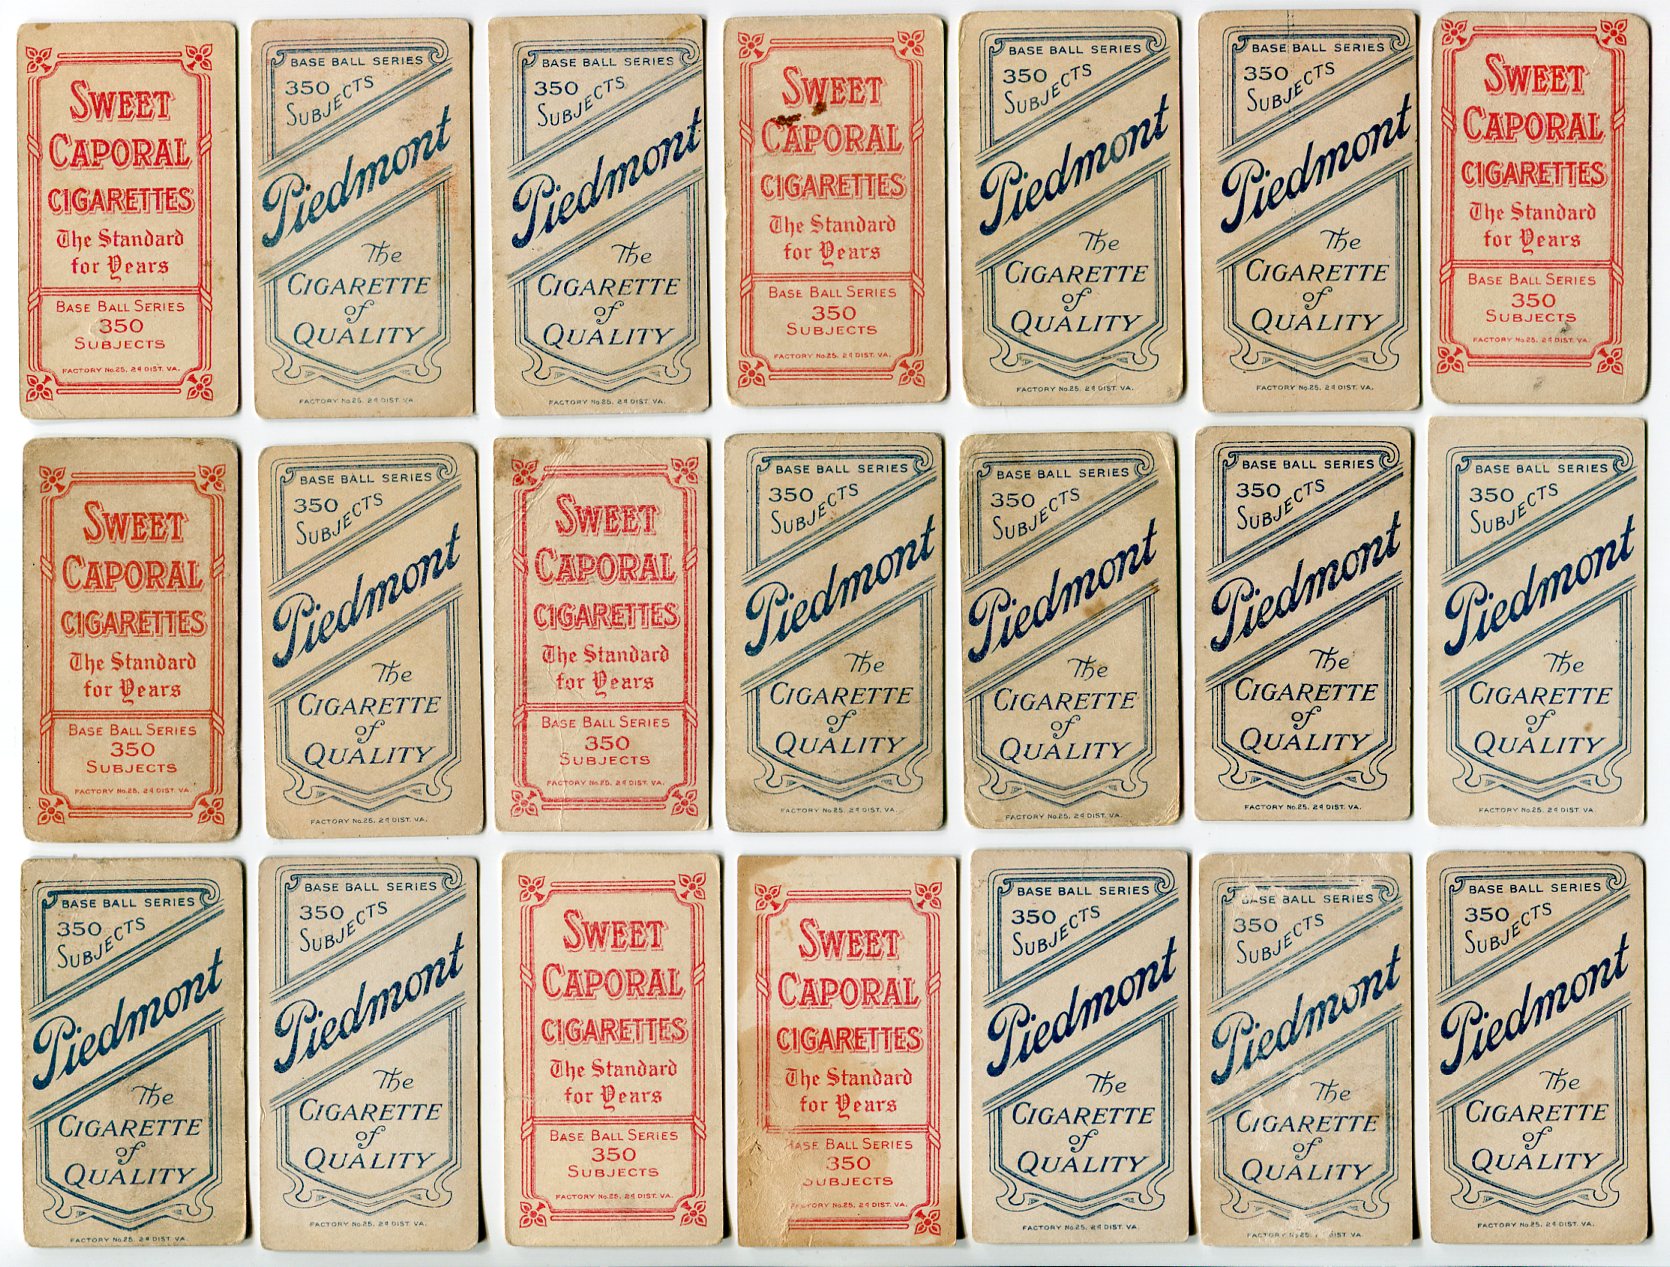 SWEET
CAPORAL
CIGARETTES
The Standard
for Years
BASE BALL SERIES
350
SUBJECTS
FACTORY No.25, 2d DIST. VA.
BASE BALL SERIES
350
SUBJECTS
Piedmont
The
CIGARETTE
of
QUALITY
FACTORY No.25, 2d DIST. VA.
BASE BALL SERIES
350
SUBJECTS
Piedmont
The
CIGARETTE
of
QUALITY
FACTORY No.25, 2d DIST. VA.
SWEET
CAPORAL
CIGARETTES
The Standard
for Years
BASE BALL SERIES
350
SUBJECTS
FACTORY No.25, 2d DIST. VA.
BASE BALL SERIES
350
SUBJECTS
Piedmont
The
CIGARETTE
of
QUALITY
FACTORY No.25, 2d DIST. VA.
BASE BALL SERIES
350
SUBJECTS
Piedmont
The
CIGARETTE
of
QUALITY
FACTORY No.25, 2d DIST. VA.
SWEET
CAPORAL
CIGARETTES
The Standard
for Years
BASE BALL SERIES
350
SUBJECTS
FACTORY No.25, 2d DIST. VA.
SWEET
CAPORAL
CIGARETTES
The Standard
for Years
BASE BALL SERIES
350
SUBJECTS
FACTORY No.25, 2d DIST. VA.
BASE BALL SERIES
350
SUBJECTS
Piedmont
The
CIGARETTE
of
QUALITY
FACTORY No.25, 2d DIST. VA.
SWEET
CAPORAL
CIGARETTES
The Standard
for Years
BASE BALL SERIES
350
SUBJECTS
FACTORY No.25, 2d DIST. VA.
BASE BALL SERIES
350
SUBJECTS
Piedmont
The
CIGARETTE
of
QUALITY
FACTORY No.25, 2d DIST. VA.
BASE BALL SERIES
350
SUBJECTS
Piedmont
The
CIGARETTE
of
QUALITY
FACTORY No.25, 2d DIST. VA.
BASE BALL SERIES
350
SUBJECTS
Piedmont
The
CIGARETTE
of
QUALITY
FACTORY No.25, 2d DIST. VA.
BASE BALL SERIES
350
SUBJECTS
Piedmont
The
CIGARETTE
of
QUALITY
FACTORY No.25, 2d DIST. VA.
BASE BALL SERIES
350
SUBJECTS
Piedmont
The
CIGARETTE
of
QUALITY
FACTORY No.25, 2d DIST. VA.
BASE BALL SERIES
350
SUBJECTS
Piedmont
The
CIGARETTE
of
QUALITY
FACTORY No.25, 2d DIST. VA.
SWEET
CAPORAL
CIGARETTES
The Standard
for Years
BASE BALL SERIES
350
SUBJECTS
FACTORY No.25, 2d DIST. VA.
SWEET
CAPORAL
CIGARETTES
The Standard
for Years
BASE BALL SERIES
350
SUBJECTS
FACTORY No.25, 2d DIST. VA.
BASE BALL SERIES
350
SUBJECTS
Piedmont
The
CIGARETTE
of
QUALITY
FACTORY No.25, 2d DIST. VA.
BASE BALL SERIES
350
SUBJECTS
Piedmont
The
CIGARETTE
of
QUALITY
FACTORY No.25, 2d DIST. VA.
BASE BALL SERIES
350
SUBJECTS
Piedmont
The
CIGARETTE
of
QUALITY
FACTORY No.25, 2d DIST. VA.